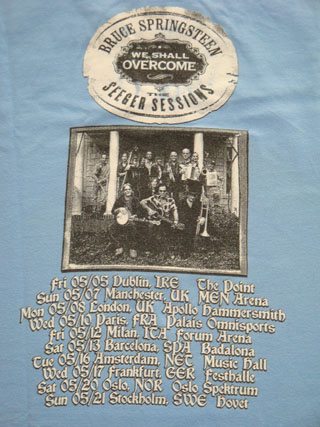 BRUCE SPRINGSTEEN
WE SHALL
OVERCOME
THE
SEEGER SESSIONS
Fri 05/05 Dublin, IRE The Point
Sun 05/07 Manchester, UK MEN Arena
Mon 05/08 London, UK Apollo Hammersmith
Wed 05/10 Paris, FRA Palais Omnisports
Fri 05/12 Milan, ITA Forum Arena
Sat 05/13 Barcelona, SPA Badalona
Tue 05/16 Amsterdam, NET Music Hall
Wed 05/17 Frankfurt, GER Festhalle
Sat 05/20 Oslo, NOR Oslo Spektrum
Sun 05/21 Stockholm, SWE Hovet